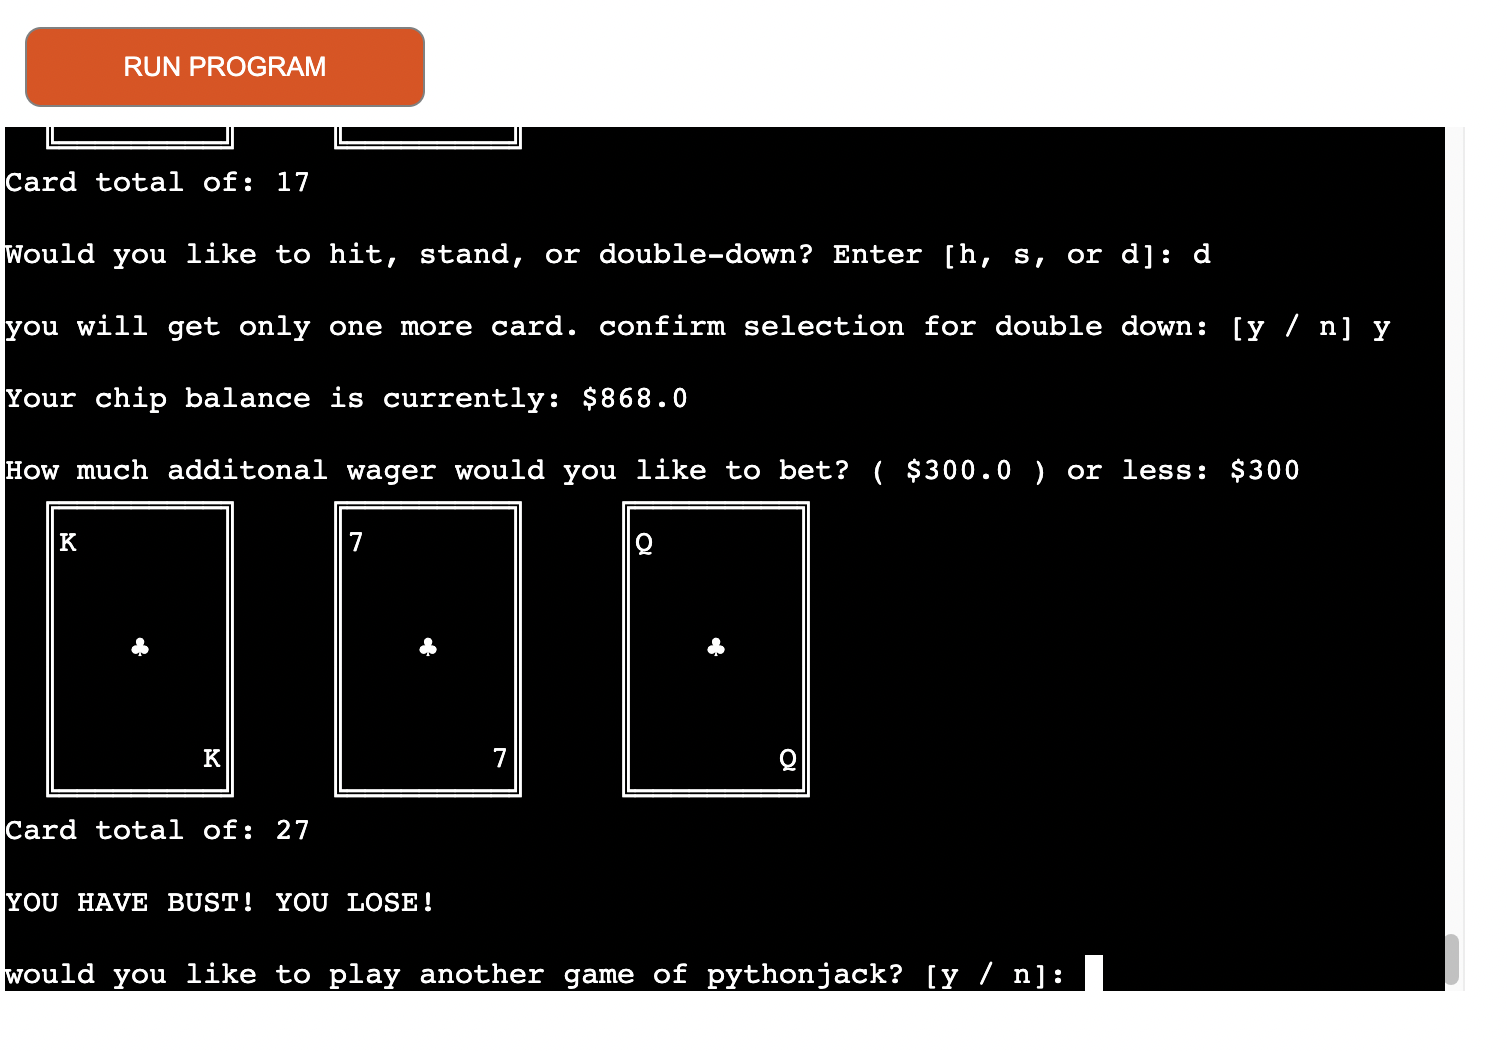 RUN PROGRAM
Card total of: 17
Would you like to hit, stand, or double-down? Enter [h, s, or d]: d
you will get only one more card. confirm selection for double down: [y / n] y
Your chip balance is currently: $868.0
How much additonal wager would you like to bet? ( $300.0 ) or less: $300
K 7 Q
♣ ♣ ♣
K 7 Q
Card total of: 27
YOU HAVE BUST! YOU LOSE!
would you like to play another game of pythonjack? [y / n]: